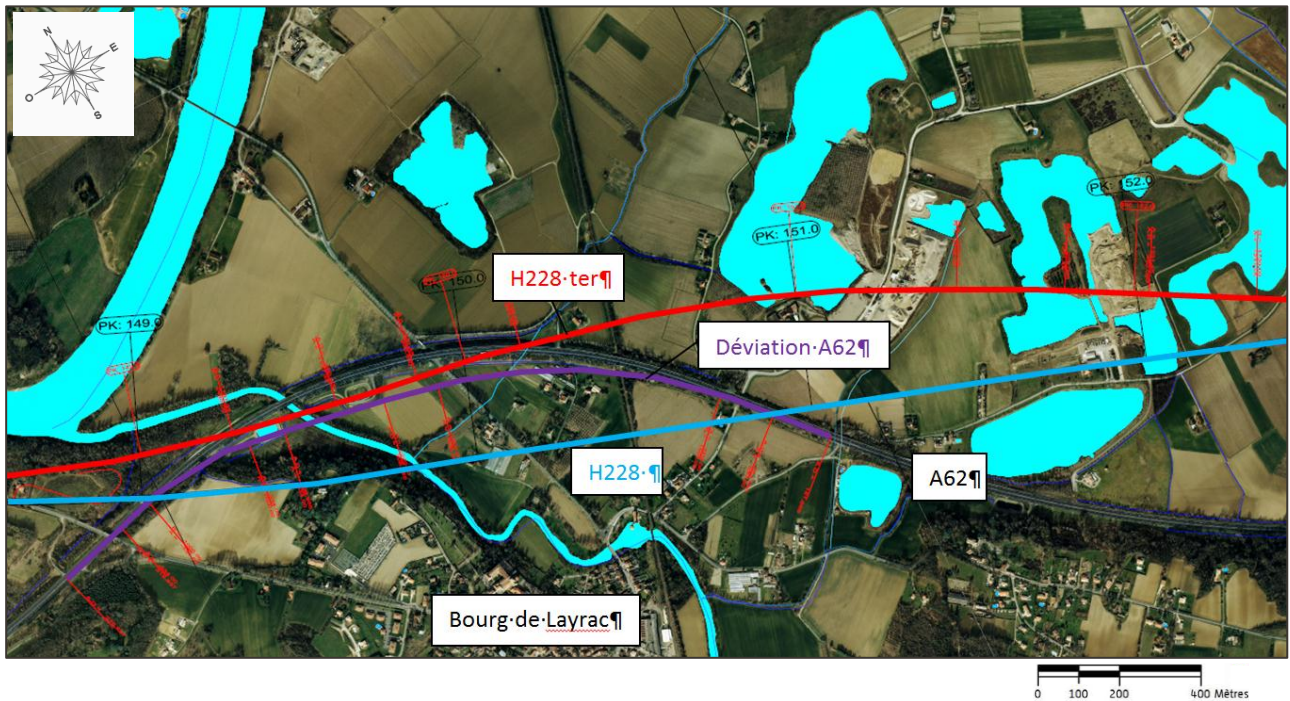 N
E
O
S
PK: 149.0
PK: 150.0
PK: 151.0
PK: 152.0
H228·ter¶
Déviation·A62¶
H228·¶
A62¶
Bourg·de·Layrac¶
0 100 200 400 Mètres